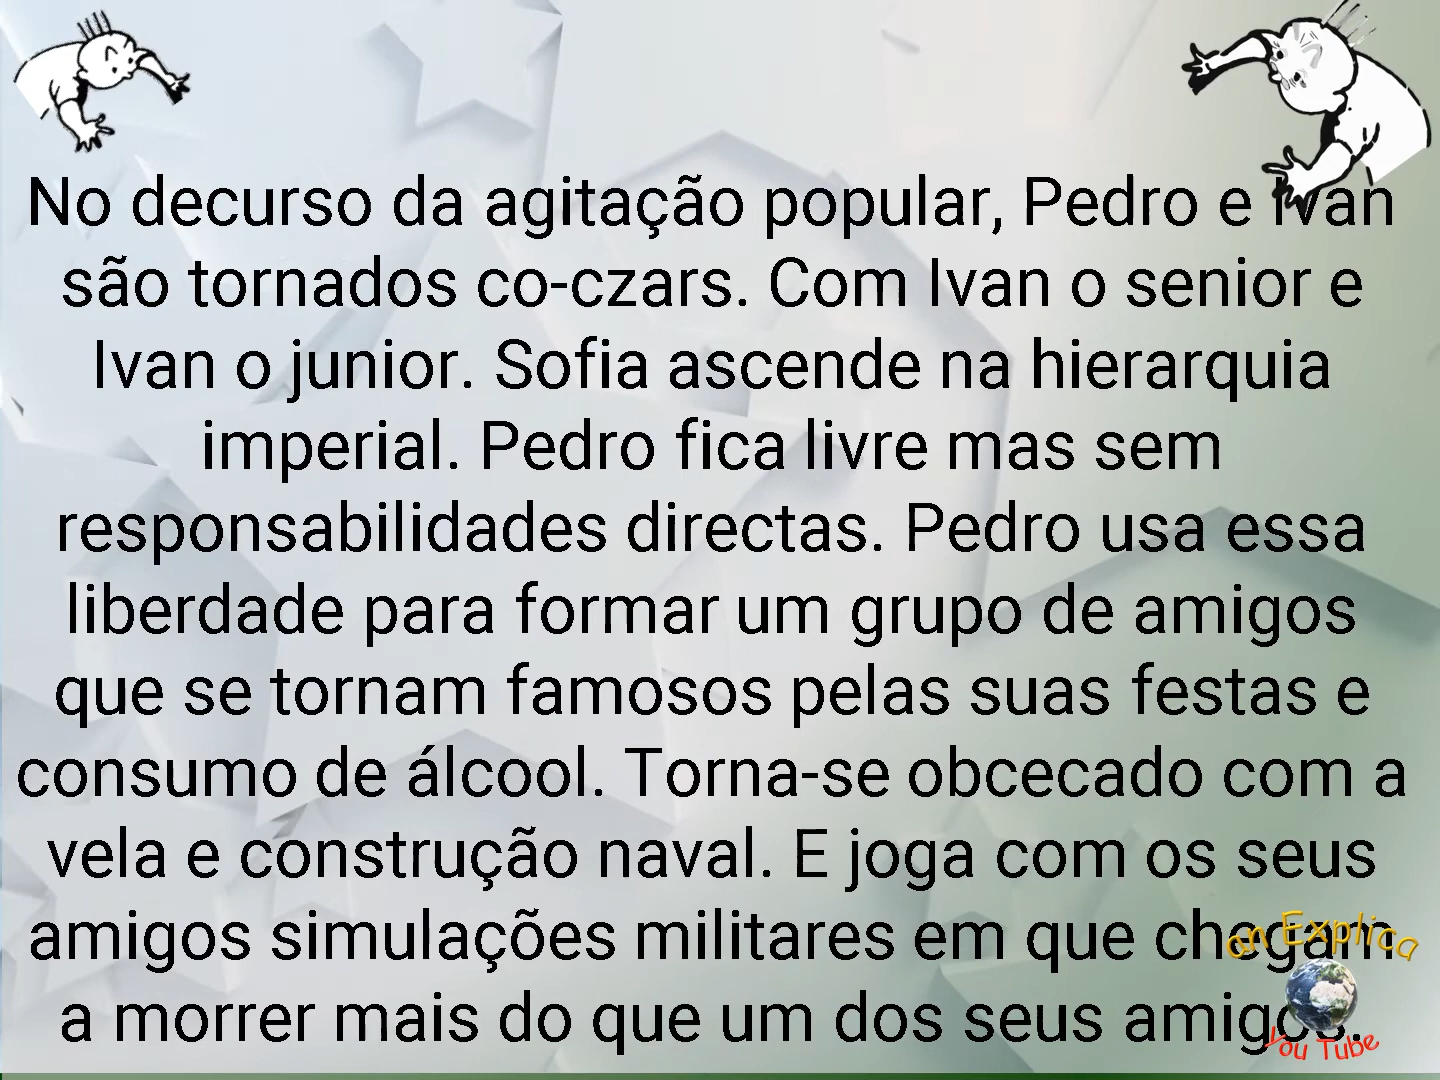 No decurso da agitação popular, Pedro e Ivan
são tornados co-czars. Com Ivan o senior e
Ivan o junior. Sofia ascende na hierarquia
imperial. Pedro fica livre mas sem
responsabilidades directas. Pedro usa essa
liberdade para formar um grupo de amigos
que se tornam famosos pelas suas festas e
consumo de álcool. Torna-se obcecado com a
vela e construção naval. E joga com os seus
amigos simulações militares em que chegam
a morrer mais do que um dos seus amigos.
an Explica
You Tube